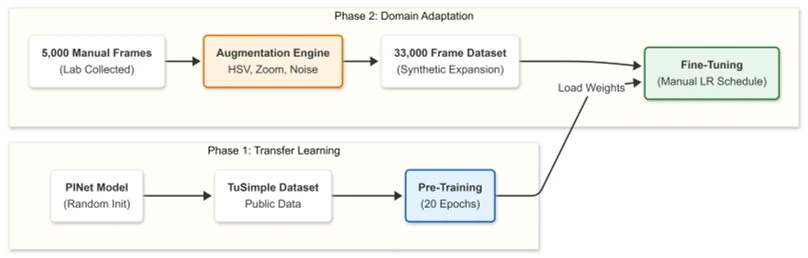 Phase 2: Domain Adaptation
5,000 Manual Frames
(Lab Collected)
Augmentation Engine
HSV, Zoom, Noise
33,000 Frame Dataset
(Synthetic Expansion)
Fine-Tuning
(Manual LR Schedule)
Load Weights
Phase 1: Transfer Learning
PINet Model
(Random Init)
TuSimple Dataset
Public Data
Pre-Training
(20 Epochs)